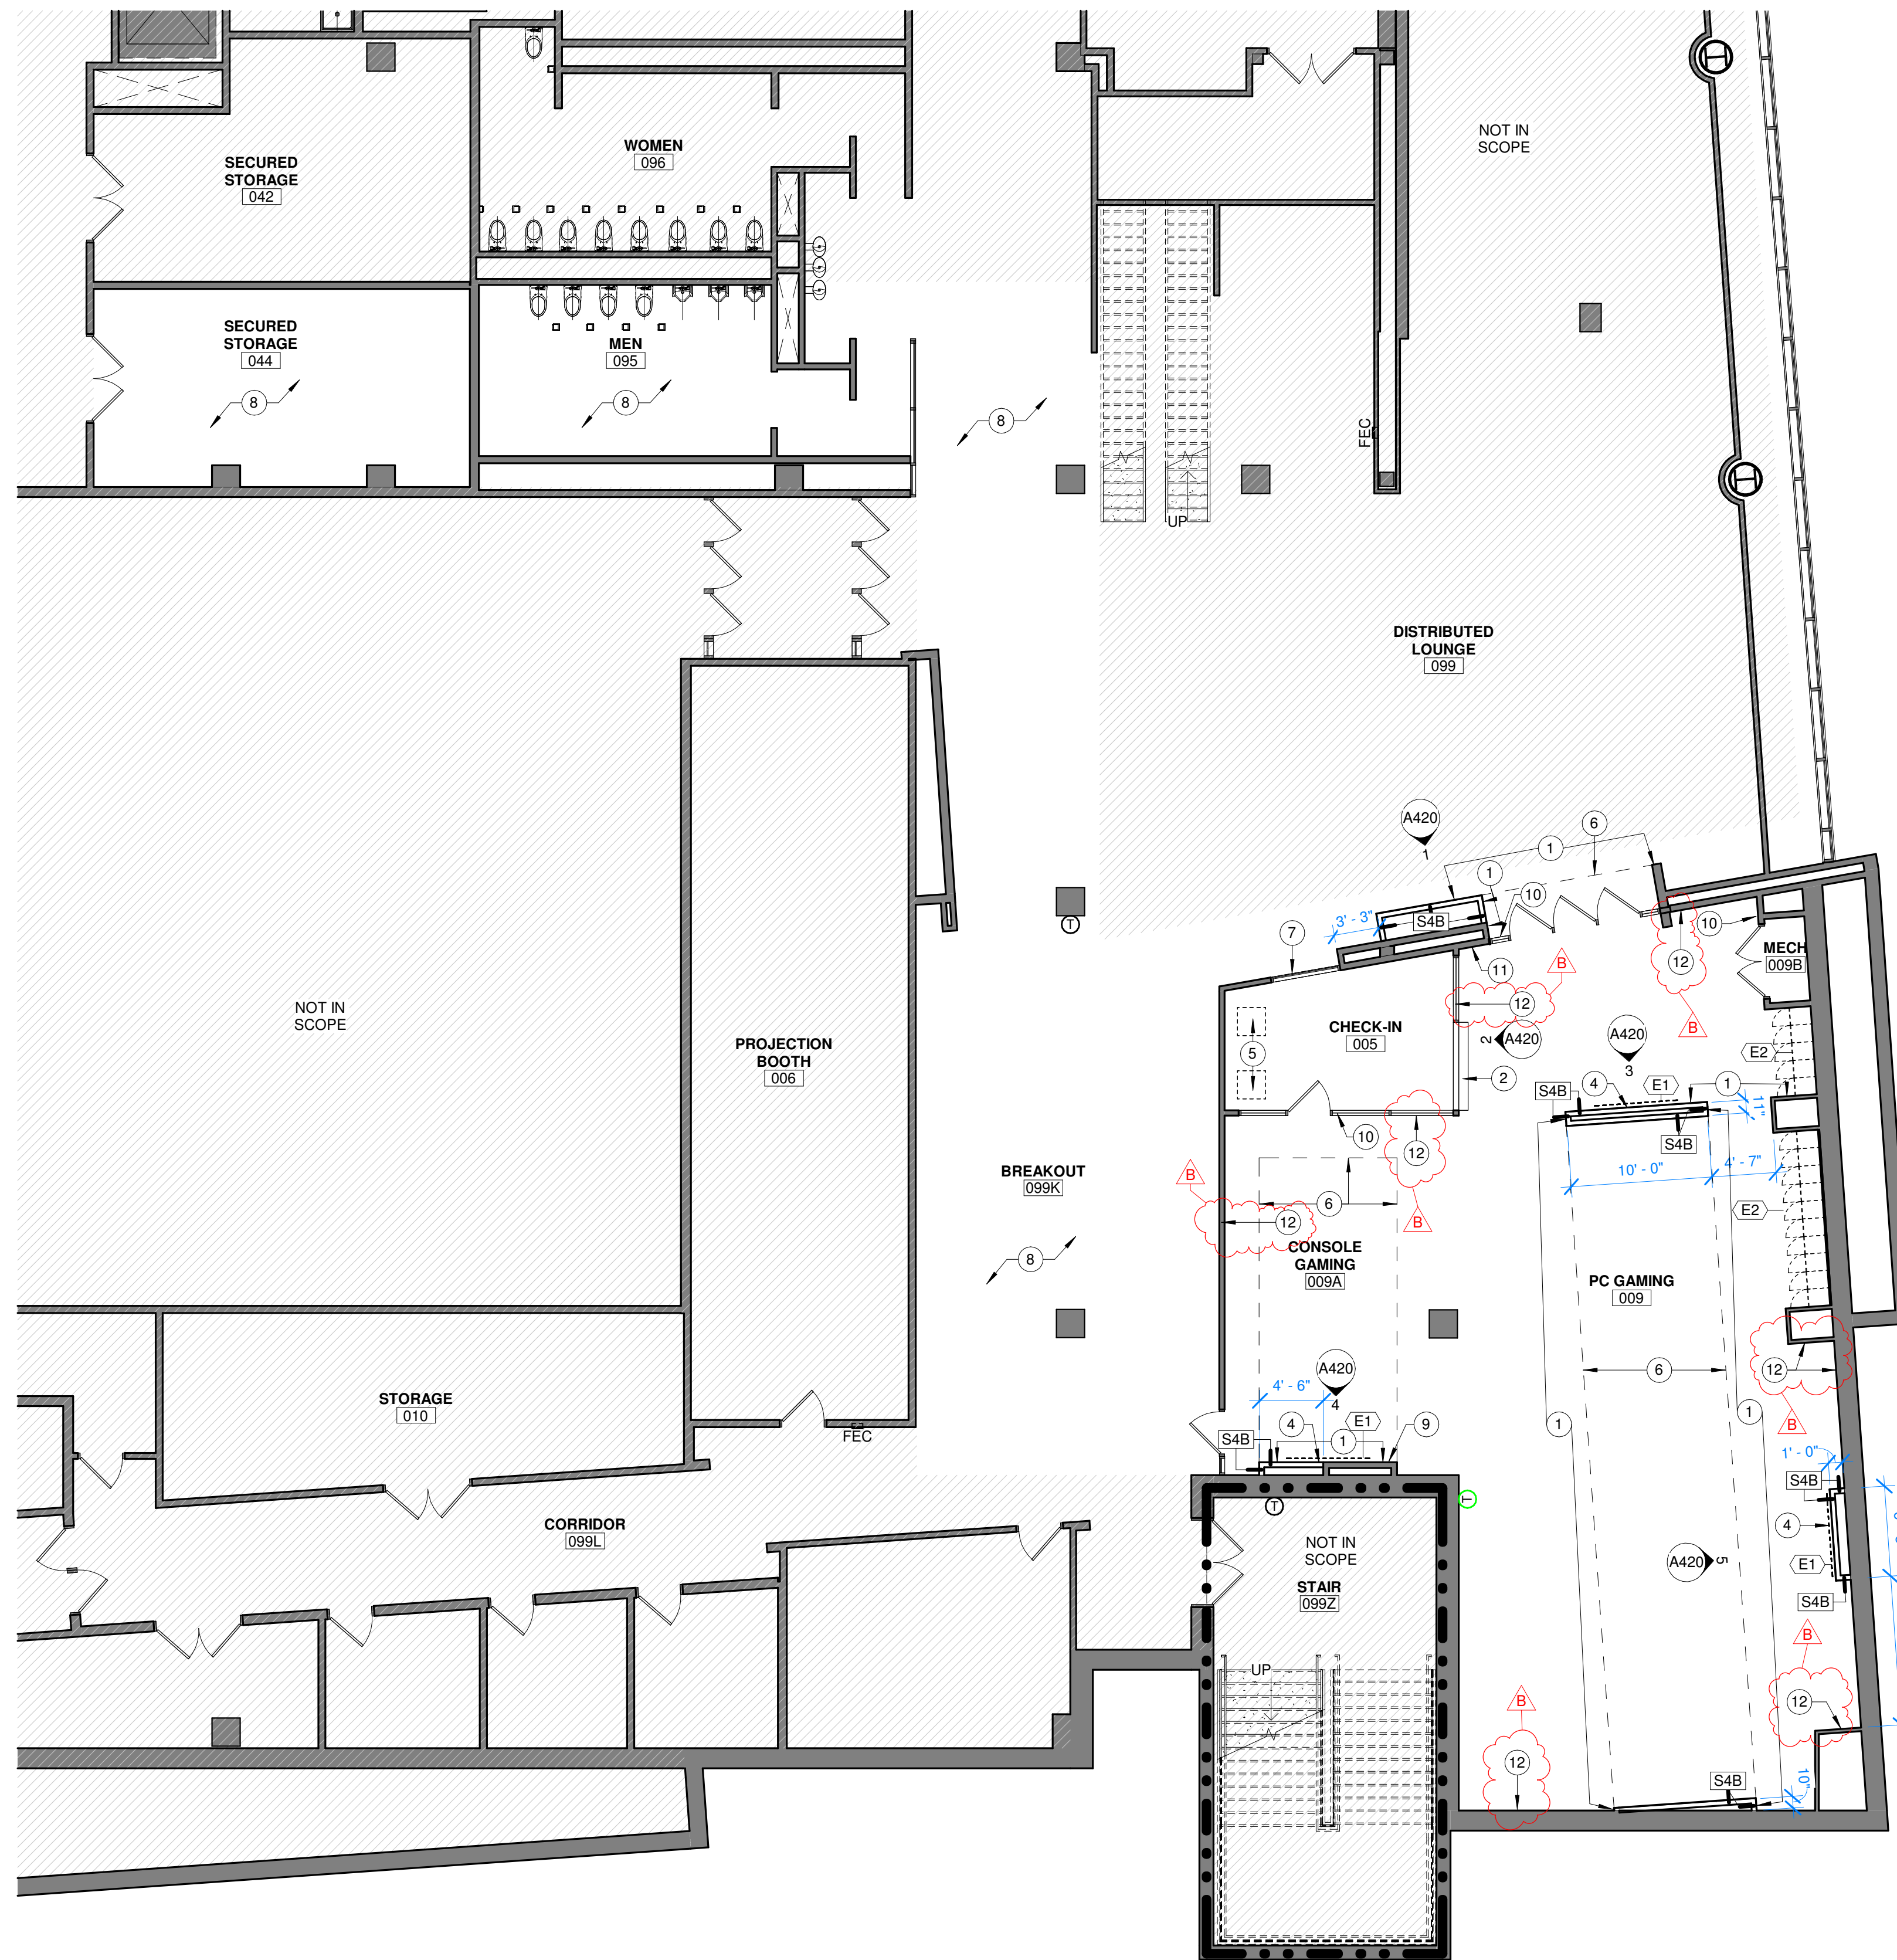 NOT IN
SCOPE
WOMEN
096
SECURED
STORAGE
042
SECURED
STORAGE
044
MEN
095
8
8
8
FEC
UP
DISTRIBUTED
LOUNGE
099
A420
1
6
1
1
10
S4B
3' - 3"
7
11
10
12
B
MECH
009B
B
12
CHECK-IN
005
2
A420
A420
3
5
2
E2
NOT IN
SCOPE
PROJECTION
BOOTH
006
S4B
4
E1
1
11"
10
12
S4B
10' - 0"
4' - 7"
BREAKOUT
099K
B
6
B
E2
12
CONSOLE
GAMING
009A
8
PC GAMING
009
A420
4
4' - 6"
6
12
B
STORAGE
010
FEC
S4B
4
1
E1
9
1
1
1' - 0"
S4B
T
T
T
4
CORRIDOR
099L
NOT IN
SCOPE
STAIR
099Z
A420
5
E1
S4B
B
UP
B
12
12
S4B
10"